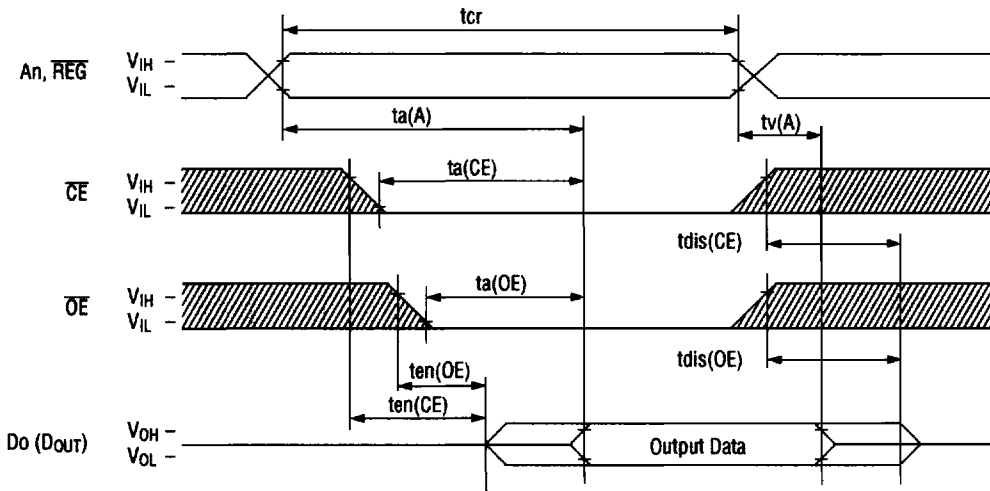 tcr
An, REG
VIH
VIL
ta(A)
tv(A)
CE
VIH
VIL
ta(CE)
tdis(CE)
OE
VIH
VIL
ta(OE)
tdis(OE)
ten(OE)
ten(CE)
Do (DOUT)
VOH
VOL
Output Data